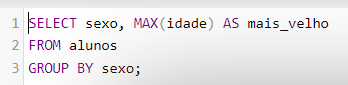 1 SELECT sexo, MAX(idade) AS mais_velho
2 FROM alunos
3 GROUP BY sexo;